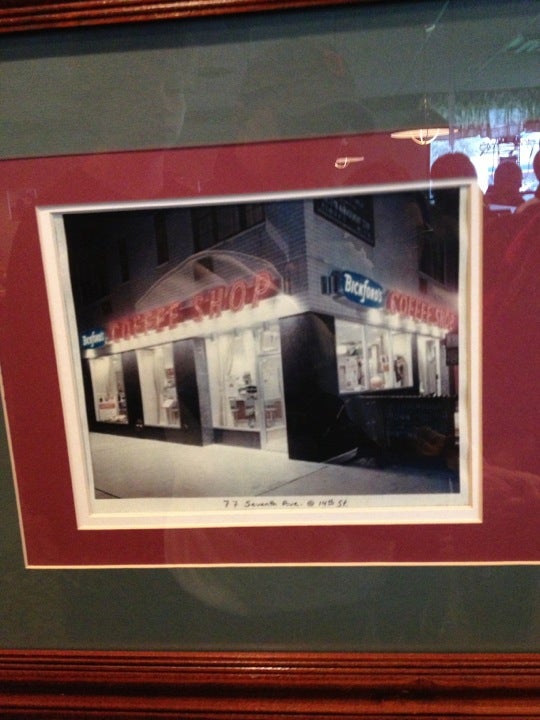 Bickford's
COFFEE SHOP
BICKFORD'S
COFFEE SHOP
77 Seventh Ave. @ 14th St.